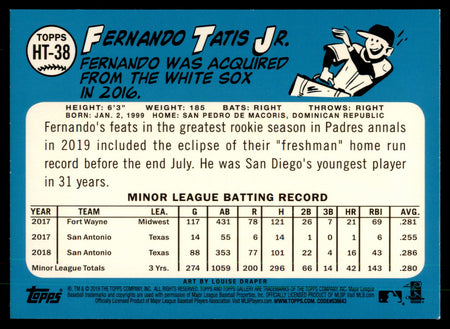 TOPPS
HT-38
FERNANDO TATIS JR.
FERNANDO WAS ACQUIRED
FROM THE WHITE SOX
IN 2016.
HEIGHT: 6'3" WEIGHT: 185 BATS: RIGHT THROWS: RIGHT
BORN: JAN. 2, 1999 HOME: SAN PEDRO DE MACORIS, DOMINICAN REPUBLIC
Fernando's feats in the greatest rookie season in Padres annals
in 2019 included the eclipse of their "freshman" home run
record before the end July. He was San Diego's youngest player
in 31 years.
MINOR LEAGUE BATTING RECORD
YEAR TEAM LEA. G AB R H 2B 3B HR RBI AVG.
2017 Fort Wayne Midwest 117 431 78 121 26 7 21 69 .281
2017 San Antonio Texas 14 55 6 14 1 0 0 6 .255
2018 San Antonio Texas 88 353 77 101 22 4 16 43 .286
Minor League Totals 3 Yrs. 274 1059 200 296 66 14 42 143 .280
ART BY LOUISE DRAPER
Topps